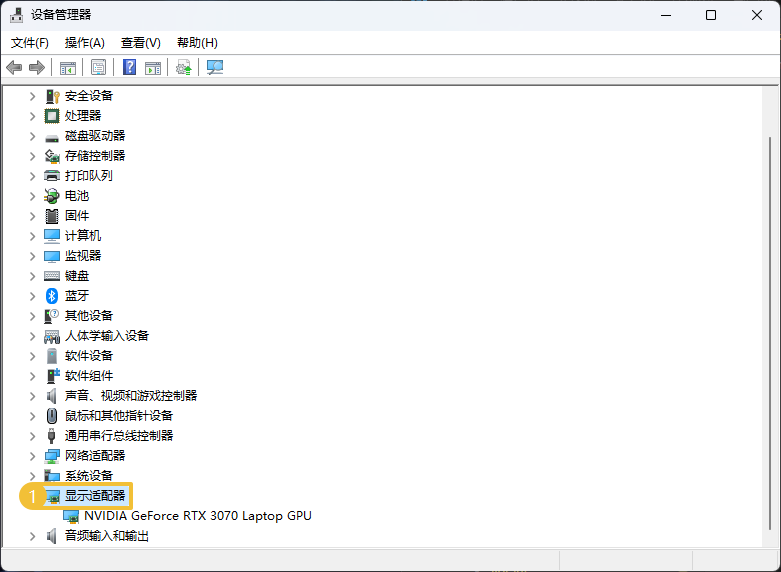 设备管理器
文件(F) 操作(A) 查看(V) 帮助(H)
安全设备
处理器
磁盘驱动器
存储控制器
打印队列
电池
固件
计算机
监视器
键盘
蓝牙
其他设备
人体学输入设备
软件设备
软件组件
声音、视频和游戏控制器
鼠标和其他指针设备
通用串行总线控制器
网络适配器
系统设备
1 显示适配器
NVIDIA GeForce RTX 3070 Laptop GPU
音频输入和输出